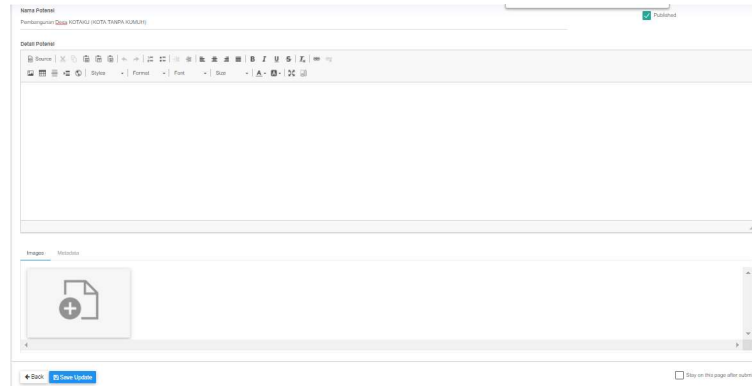 Nama Potensi
Published
Pembangunan Desa KOTAKU (KOTA TANPA KUMUH)
Detail Potensi
Source
B I U S
Styles Format Font Size
Images Metadata
Back Save Update
Stay on this page after submit